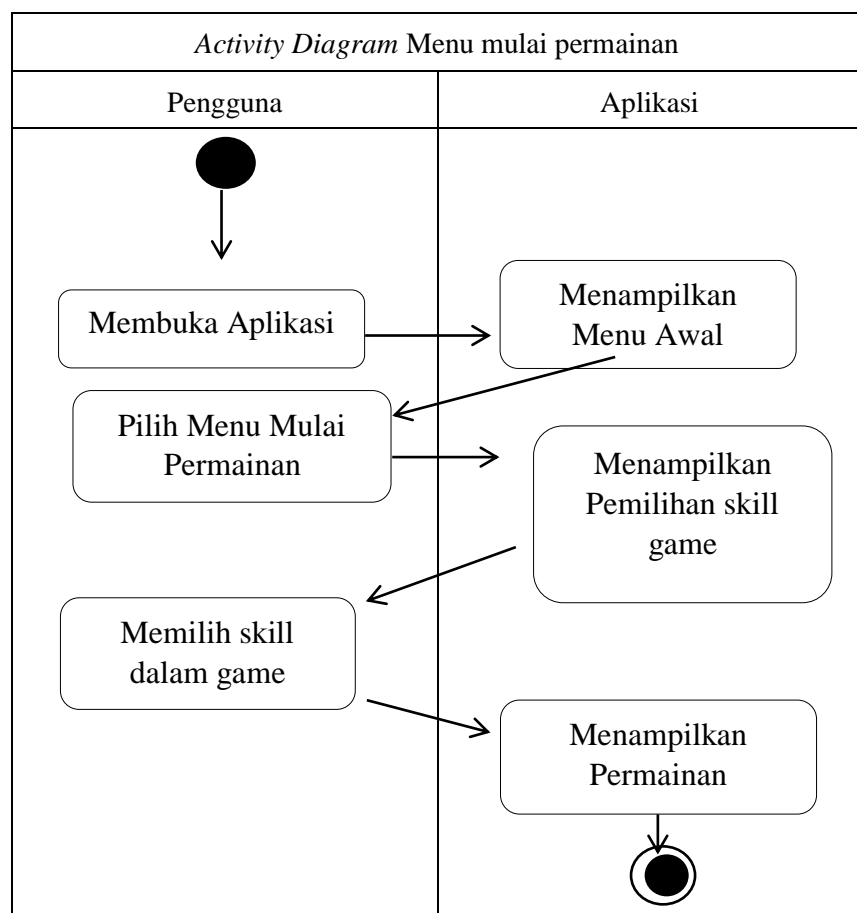 Activity Diagram Menu mulai permainan
Pengguna
Aplikasi
Membuka Aplikasi
Menampilkan
Menu Awal
Pilih Menu Mulai
Permainan
Menampilkan
Pemilihan skill
game
Memilih skill
dalam game
Menampilkan
Permainan